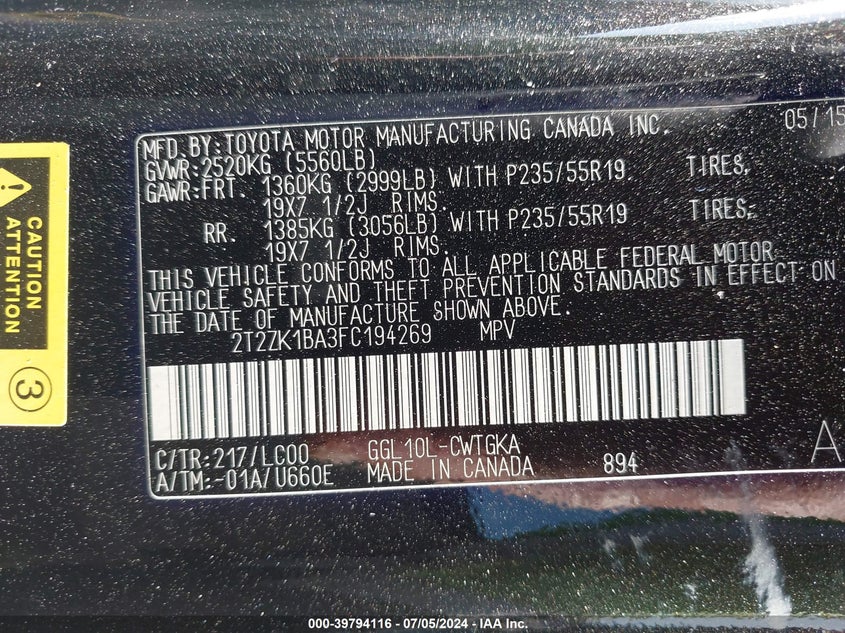 MFD BY:TOYOTA MOTOR MANUFACTURING CANADA INC. 05/15
GVWR:2520KG (5560LB)
GAWR:FRT. 1360KG (2999LB) WITH P235/55R19 TIRES,
19X7 1/2J RIMS.
RR. 1385KG (3056LB) WITH P235/55R19 TIRES,
19X7 1/2J RIMS.
THIS VEHICLE CONFORMS TO ALL APPLICABLE FEDERAL MOTOR
VEHICLE SAFETY AND THEFT PREVENTION STANDARDS IN EFFECT ON
THE DATE OF MANUFACTURE SHOWN ABOVE.
2T2ZK1BA3FC194269 MPV
C/TR:217/LC00 GGL10L-CWTGKA
A/TM:-01A/U660E MADE IN CANADA 894
A
CAUTION
ATTENTION
3
000-39794116 - 07/05/2024 - IAA Inc.